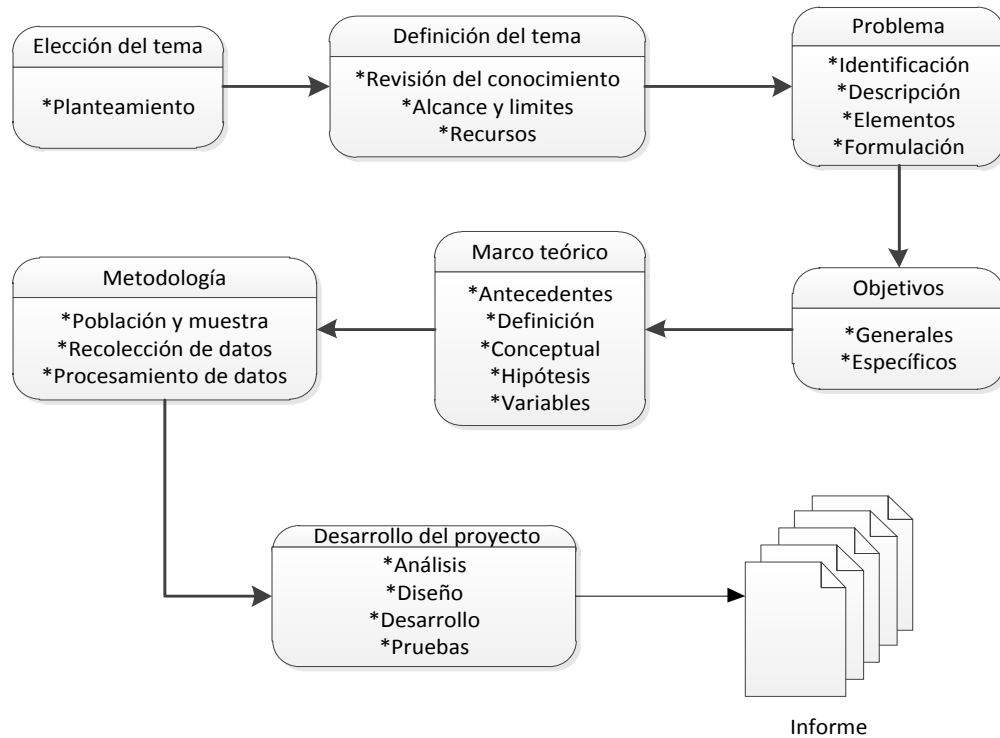 Elección del tema
*Planteamiento
Definición del tema
*Revisión del conocimiento
*Alcance y limites
*Recursos
Problema
*Identificación
*Descripción
*Elementos
*Formulación
Objetivos
*Generales
*Específicos
Marco teórico
*Antecedentes
*Definición
*Conceptual
*Hipótesis
*Variables
Metodología
*Población y muestra
*Recolección de datos
*Procesamiento de datos
Desarrollo del proyecto
*Análisis
*Diseño
*Desarrollo
*Pruebas
Informe